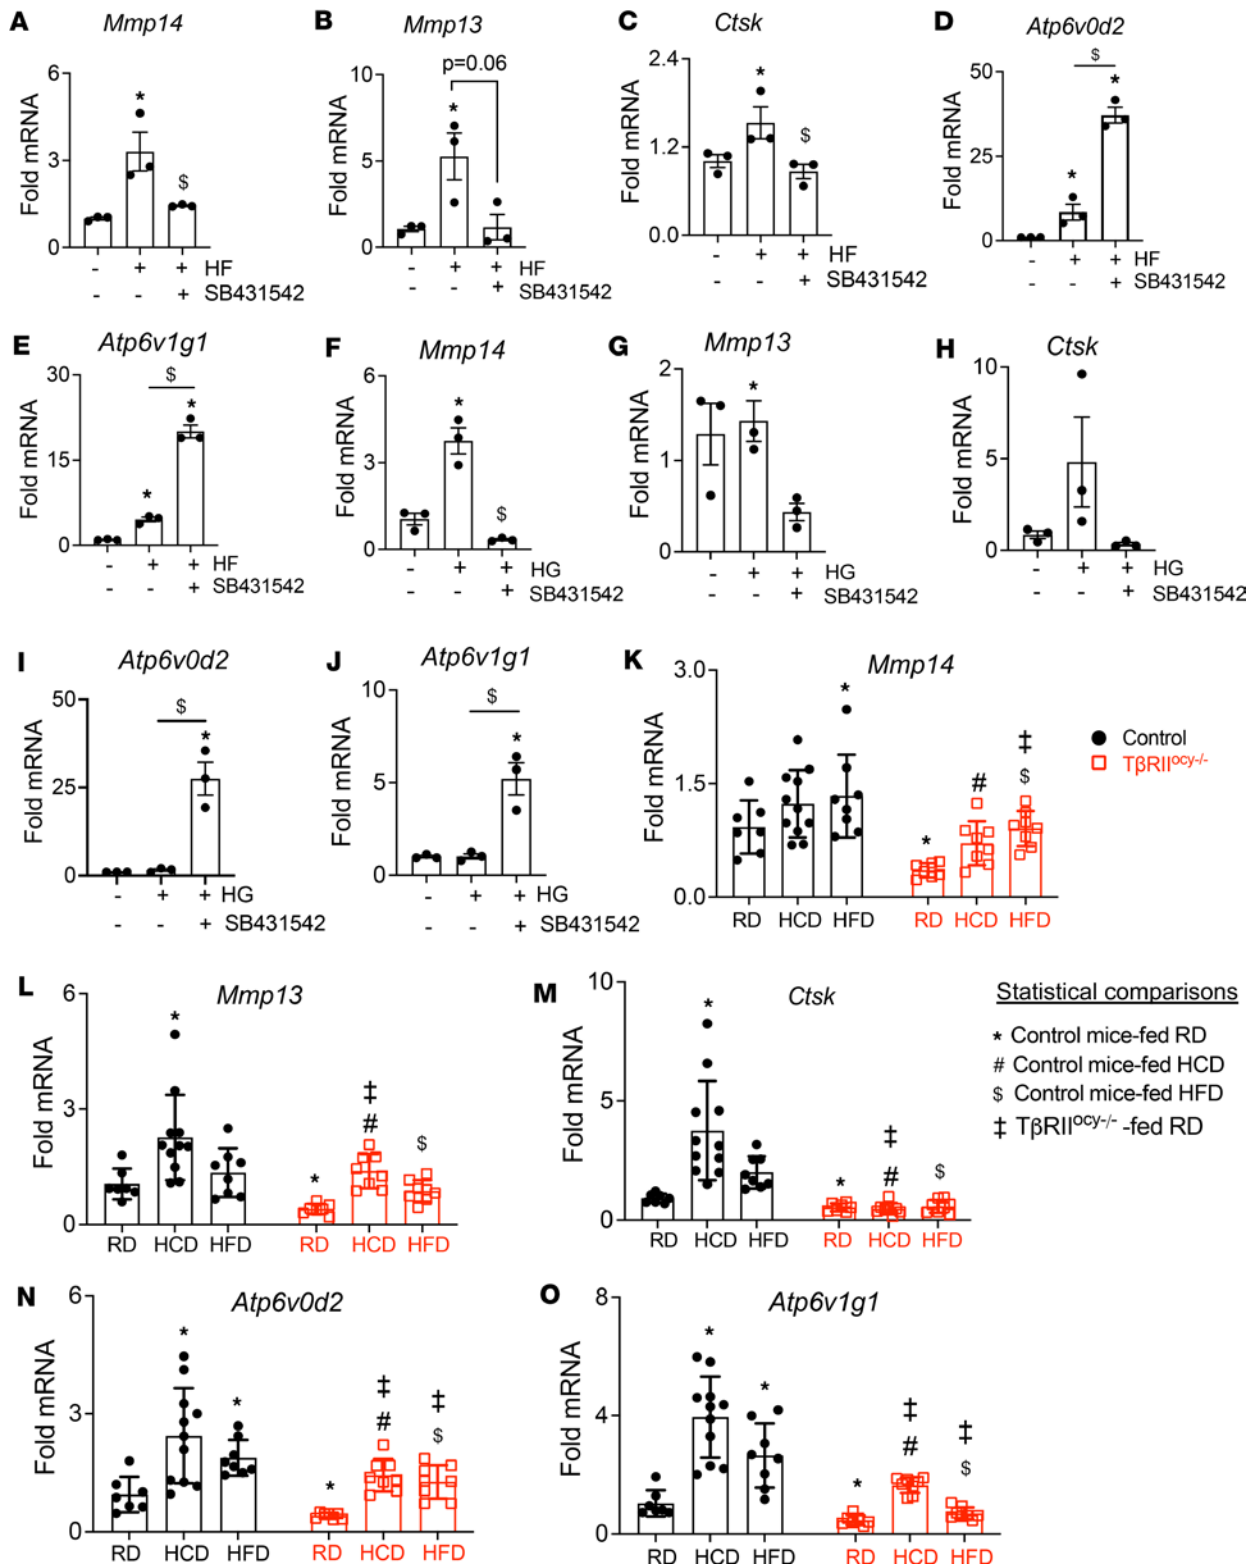 A Mmp14
Fold mRNA
6
3
0
*
$
- + + HF
- - + SB431542
B Mmp13
Fold mRNA
10
5
0
p=0.06
*
- + + HF
- - + SB431542
C Ctsk
Fold mRNA
2.4
1.2
0.0
*
$
- + + HF
- - + SB431542
D Atp6v0d2
Fold mRNA
50
25
0
$
*
*
- + + HF
- - + SB431542
E Atp6v1g1
Fold mRNA
30
15
0
$
*
*
- + + HF
- - + SB431542
F Mmp14
Fold mRNA
6
3
0
*
$
- + + HG
- - + SB431542
G Mmp13
Fold mRNA
2
1
0
*
- + + HG
- - + SB431542
H Ctsk
Fold mRNA
10
5
0
- + + HG
- - + SB431542
I Atp6v0d2
Fold mRNA
50
25
0
$
*
- + + HG
- - + SB431542
J Atp6v1g1
Fold mRNA
10
5
0
$
*
- + + HG
- - + SB431542
K Mmp14
Fold mRNA
3.0
1.5
0.0
*
*
#
‡
$
RD HCD HFD RD HCD HFD
Control
TβRII^ocy-/-
L Mmp13
Fold mRNA
6
3
0
*
*
‡
#
$
RD HCD HFD RD HCD HFD
M Ctsk
Fold mRNA
10
5
0
*
*
‡
#
$
RD HCD HFD RD HCD HFD
Statistical comparisons
* Control mice-fed RD
# Control mice-fed HCD
$ Control mice-fed HFD
‡ TβRII^ocy-/- -fed RD
N Atp6v0d2
Fold mRNA
6
3
0
*
*
*
‡
#
‡
$
RD HCD HFD RD HCD HFD
O Atp6v1g1
Fold mRNA
8
4
0
*
*
*
‡
#
‡
$
RD HCD HFD RD HCD HFD